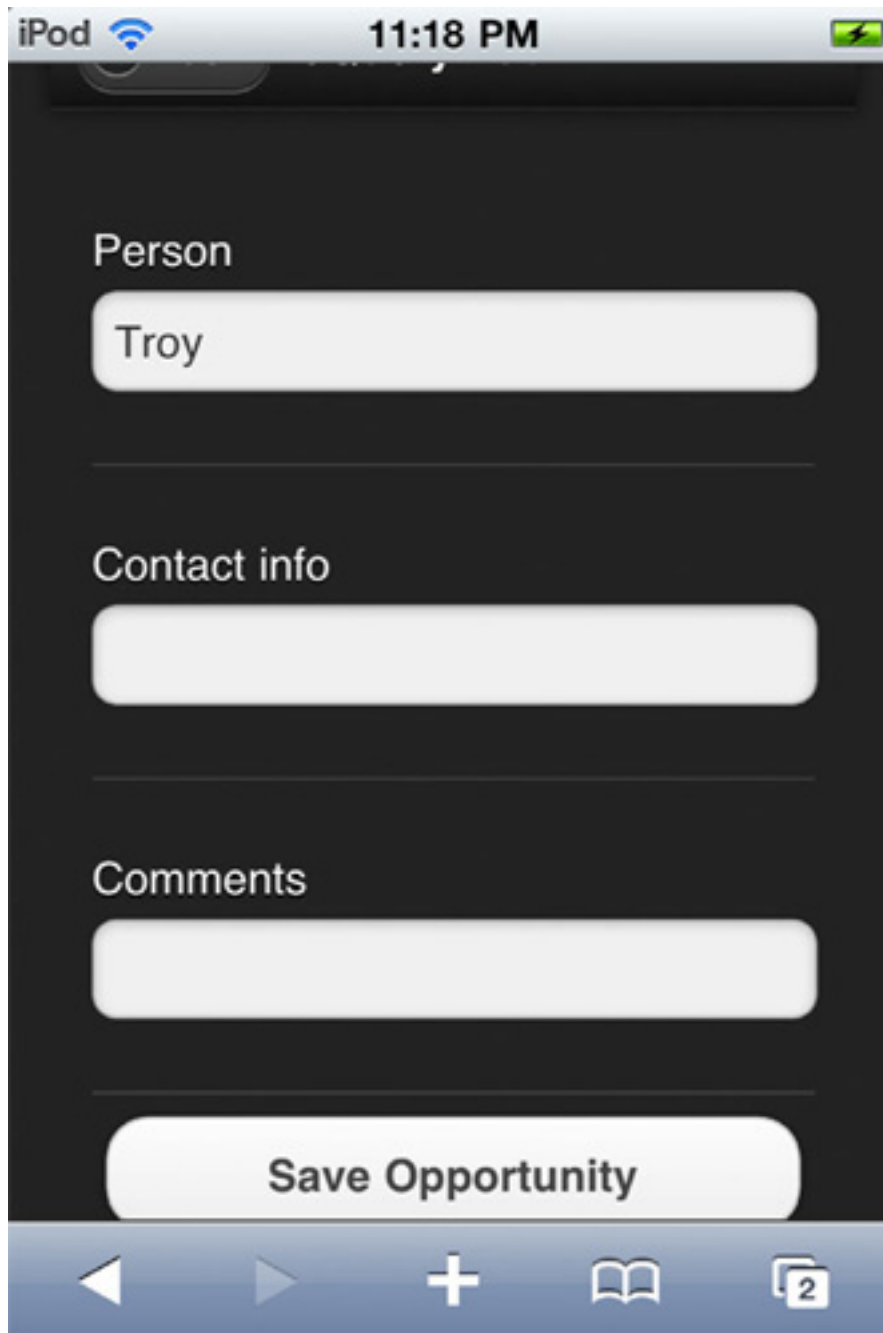 iPod 11:18 PM
Person
Troy
Contact info
Comments
Save Opportunity
2